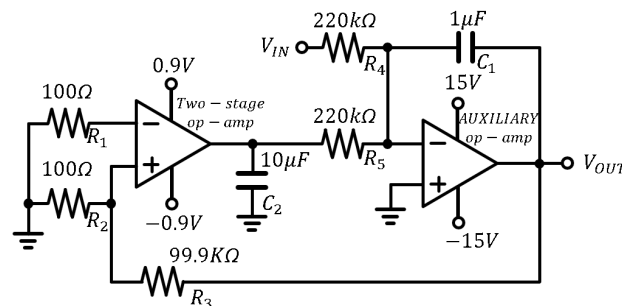 220kΩ
1μF
V_IN
R_4
C_1
100Ω
0.9V
Two−stage
op−amp
15V
AUXILIARY
op−amp
R_1
220kΩ
100Ω
10μF
R_5
V_OUT
R_2
−0.9V
C_2
−15V
99.9KΩ
R_3